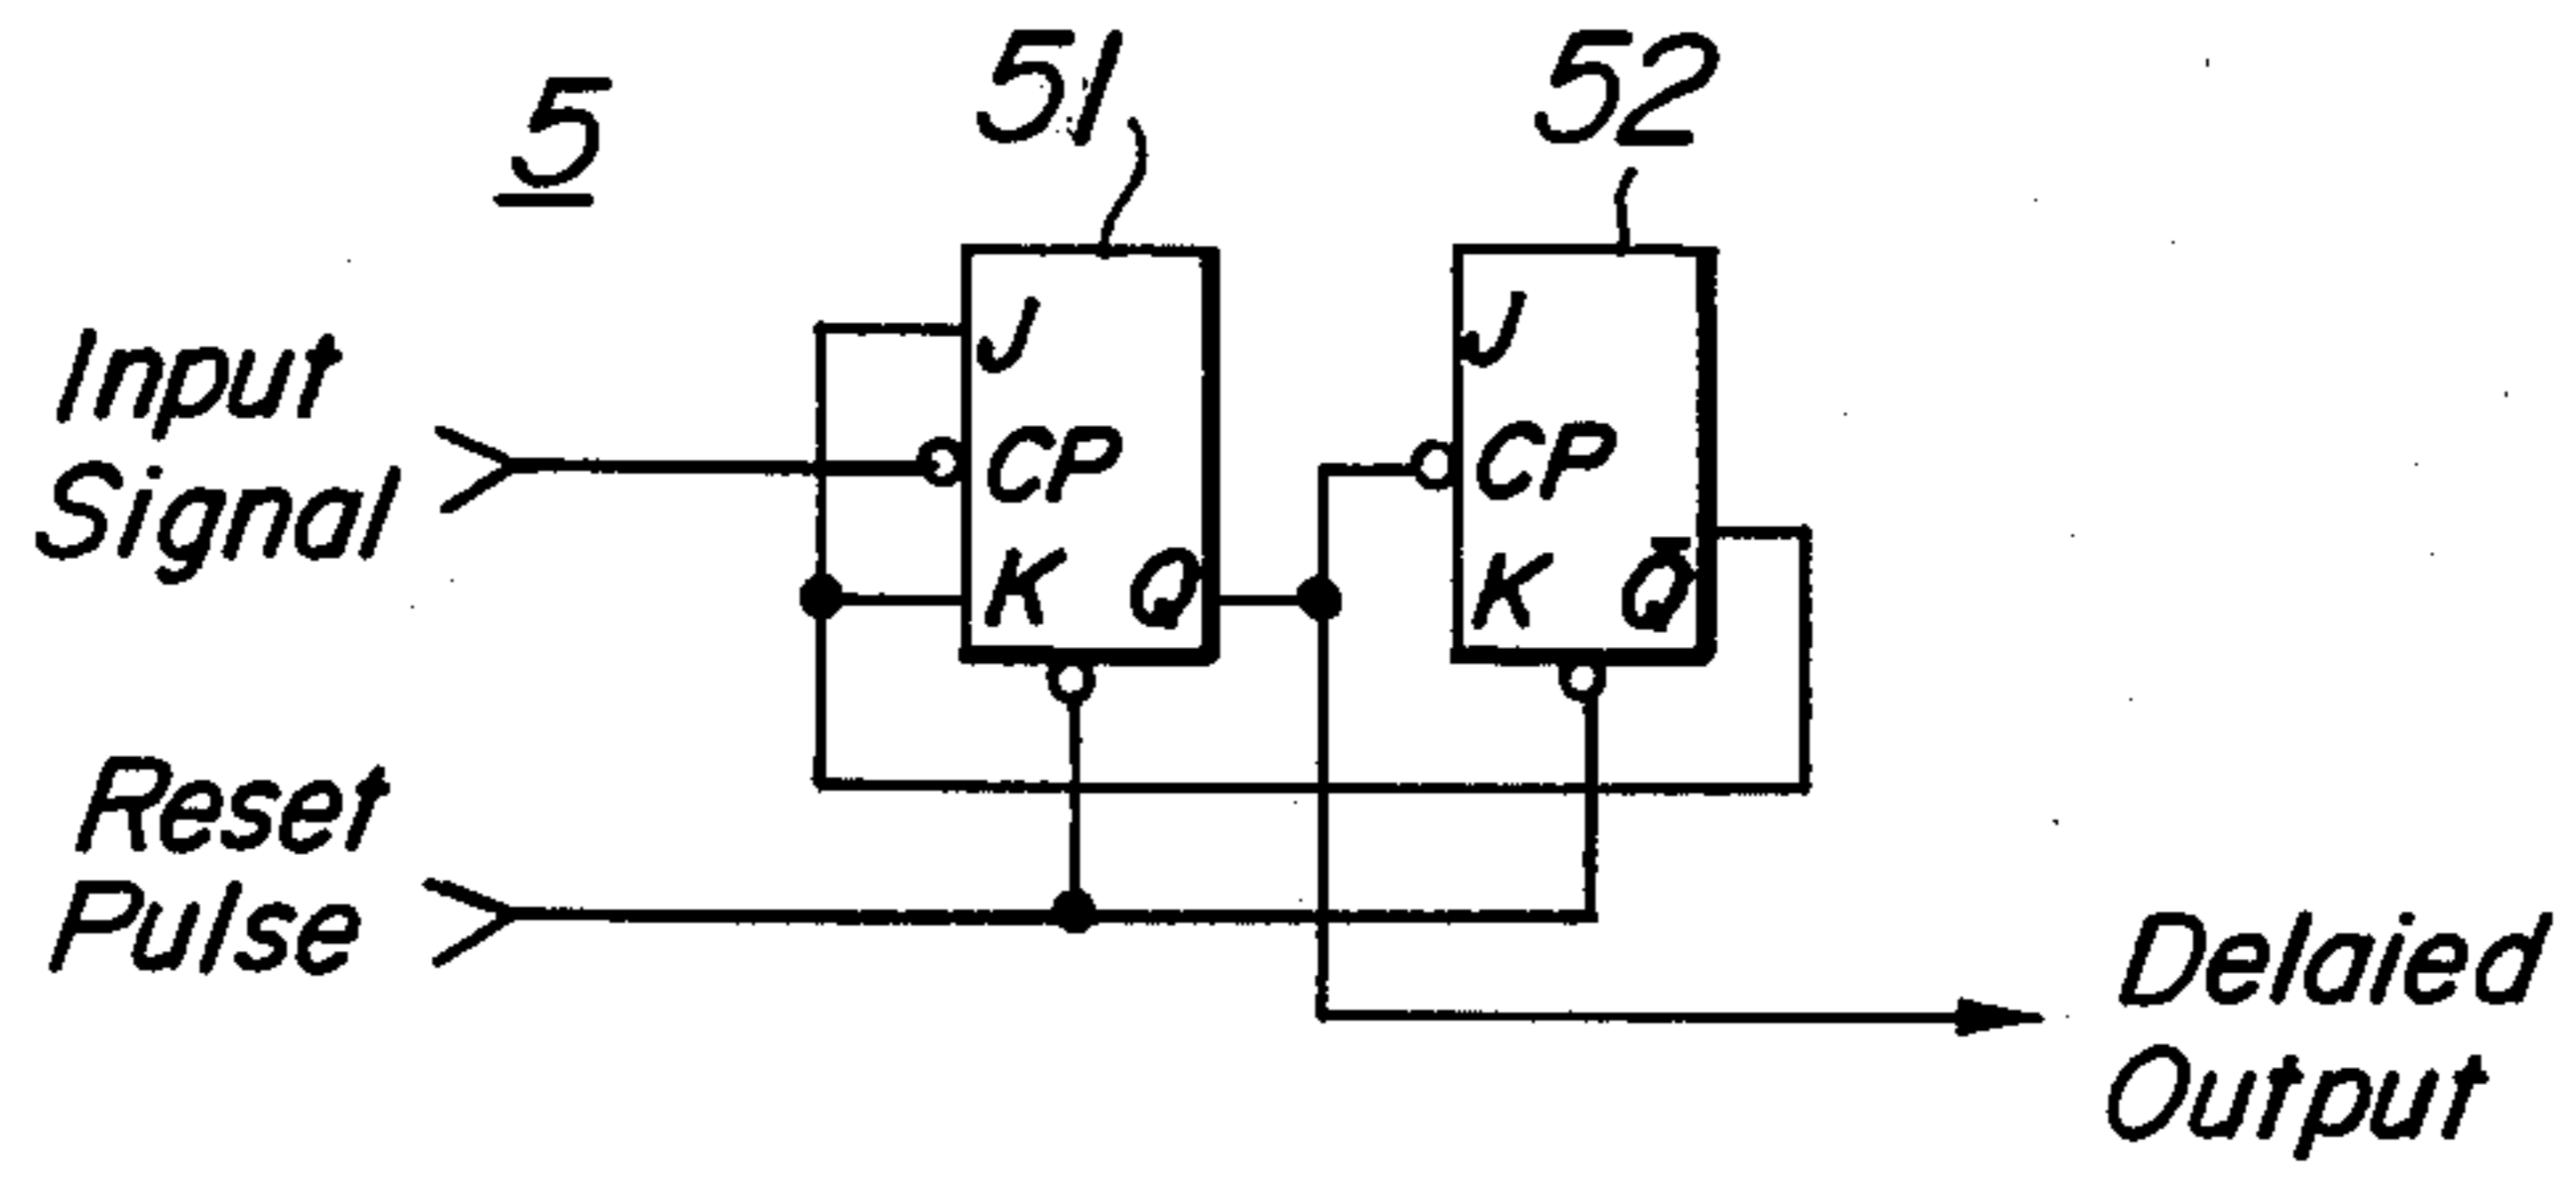 5
51
52
Input
Signal
J
CP
K Q
J
CP
K Q̅
Reset
Pulse
Delaied
Output